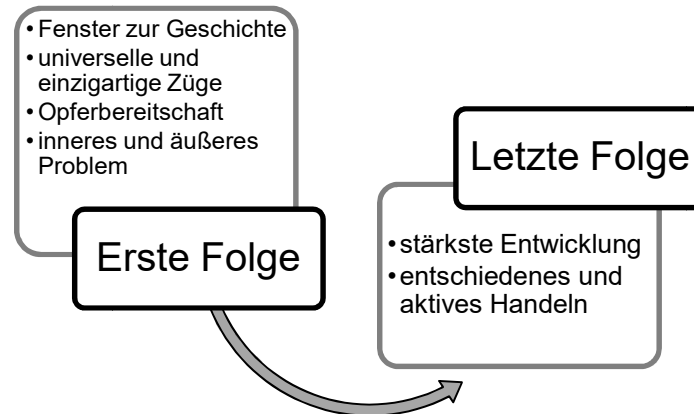 • Fenster zur Geschichte
• universelle und
einzigartige Züge
• Opferbereitschaft
• inneres und äußeres
Problem
Erste Folge
Letzte Folge
• stärkste Entwicklung
• entschiedenes und
aktives Handeln